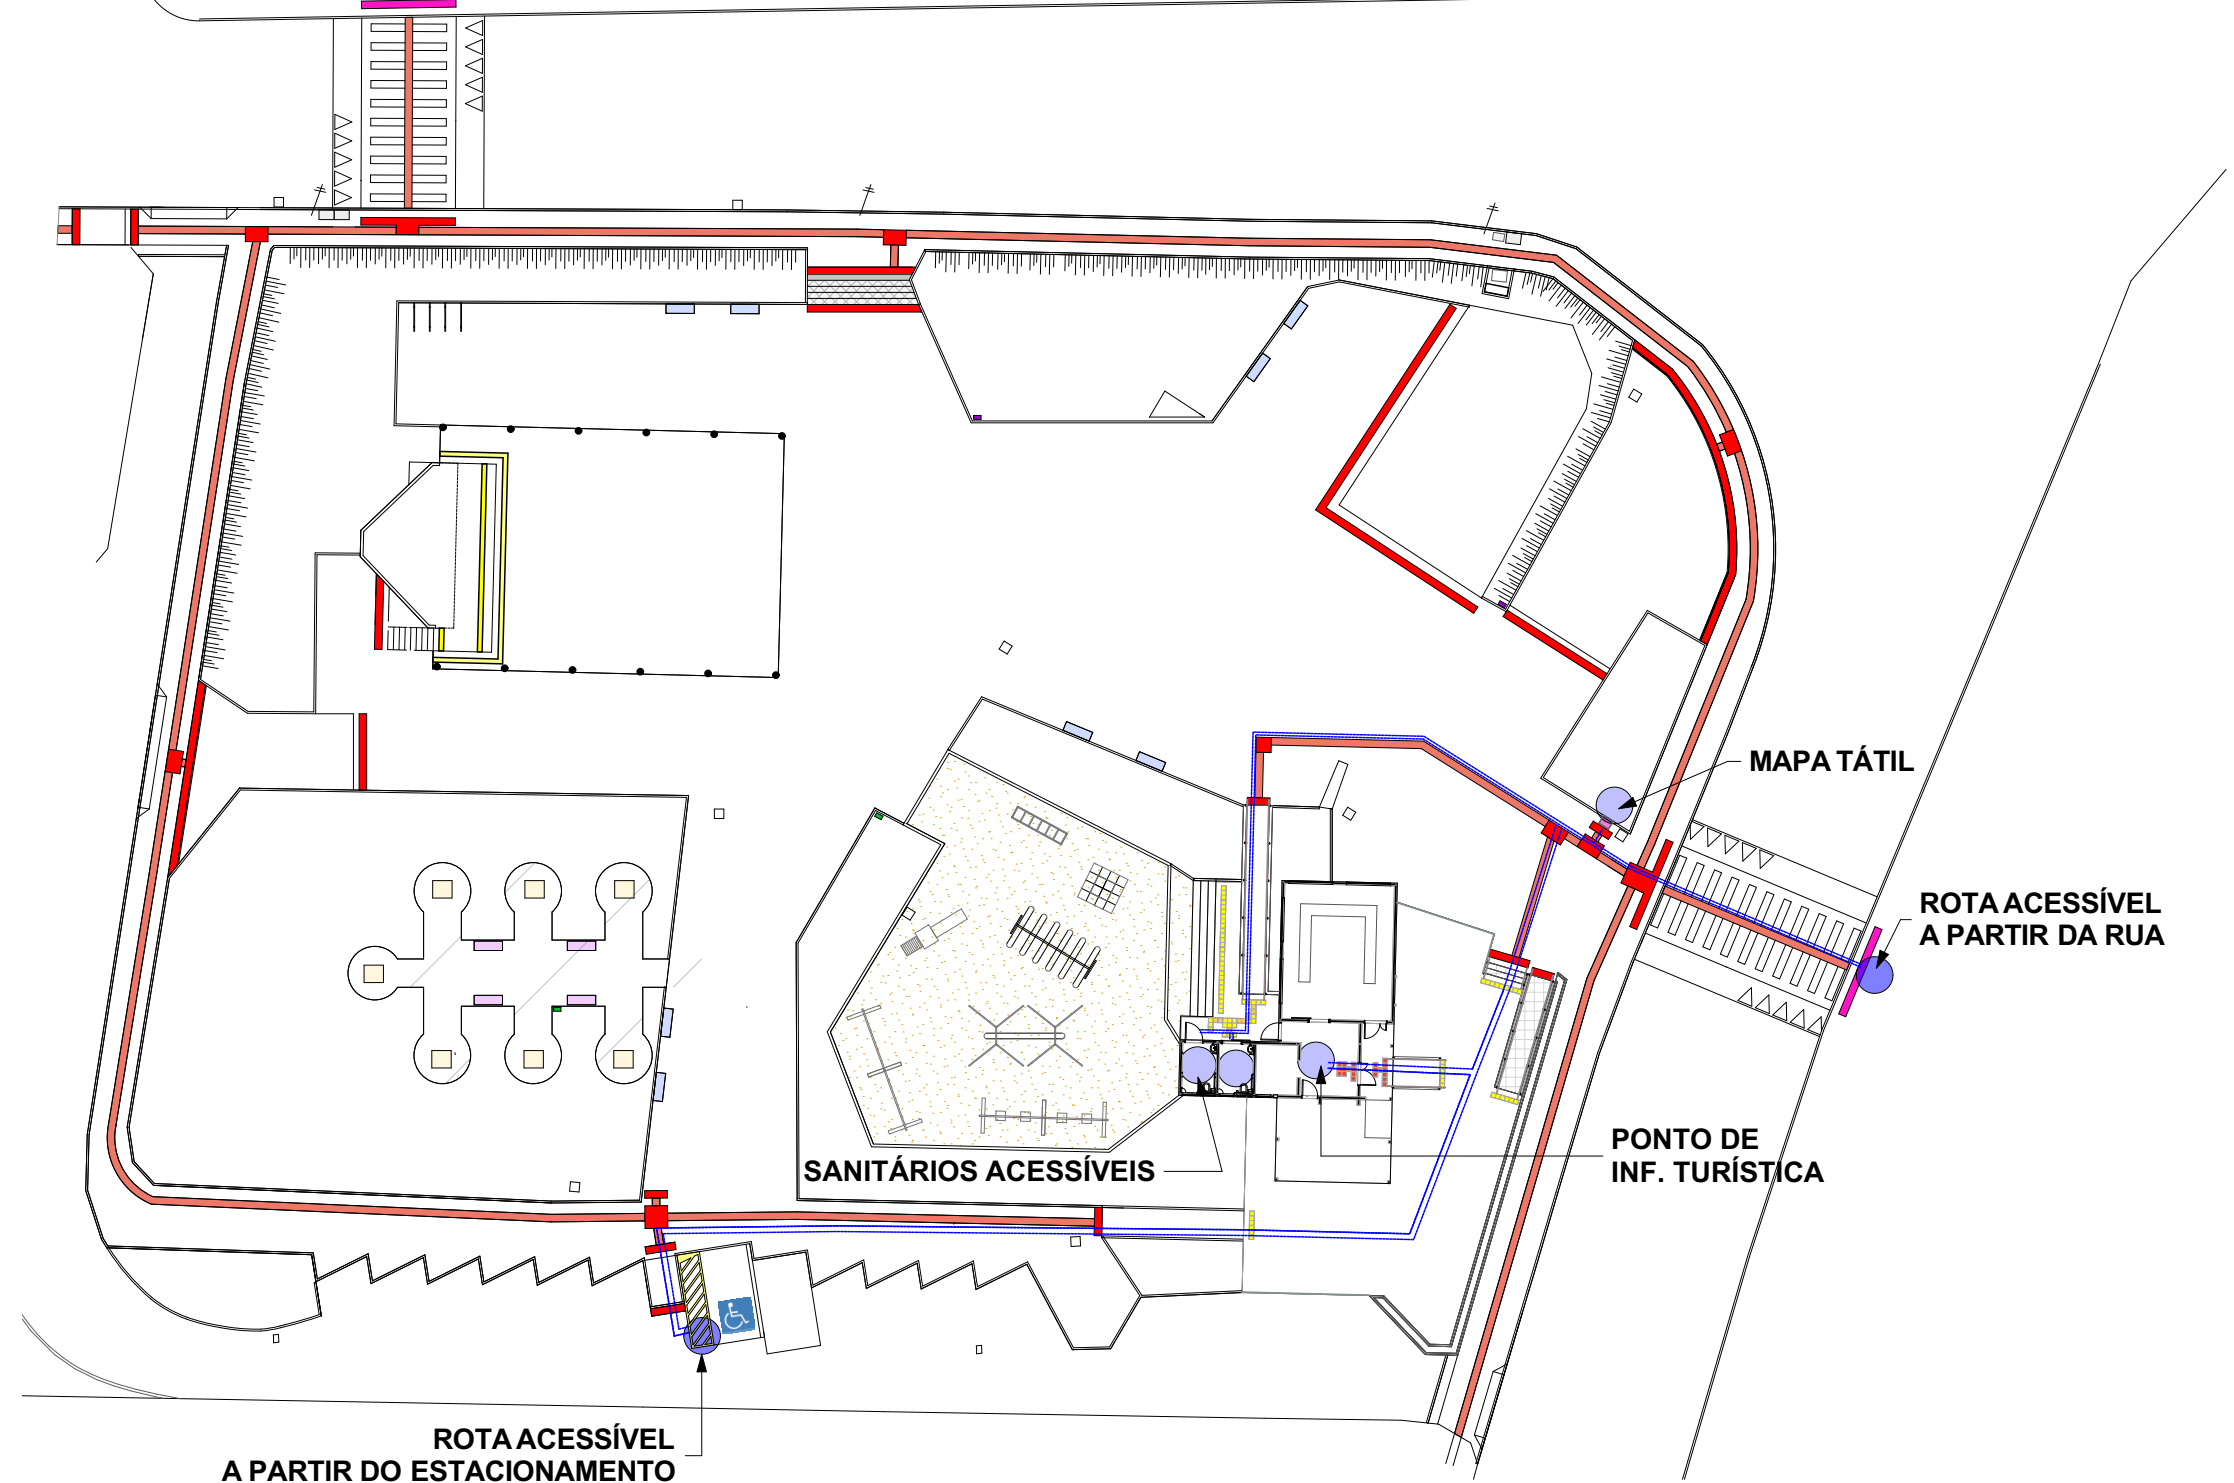 MAPA TÁTIL
ROTA ACESSÍVEL
A PARTIR DA RUA
PONTO DE
INF. TURÍSTICA
SANITÁRIOS ACESSÍVEIS
ROTA ACESSÍVEL
A PARTIR DO ESTACIONAMENTO